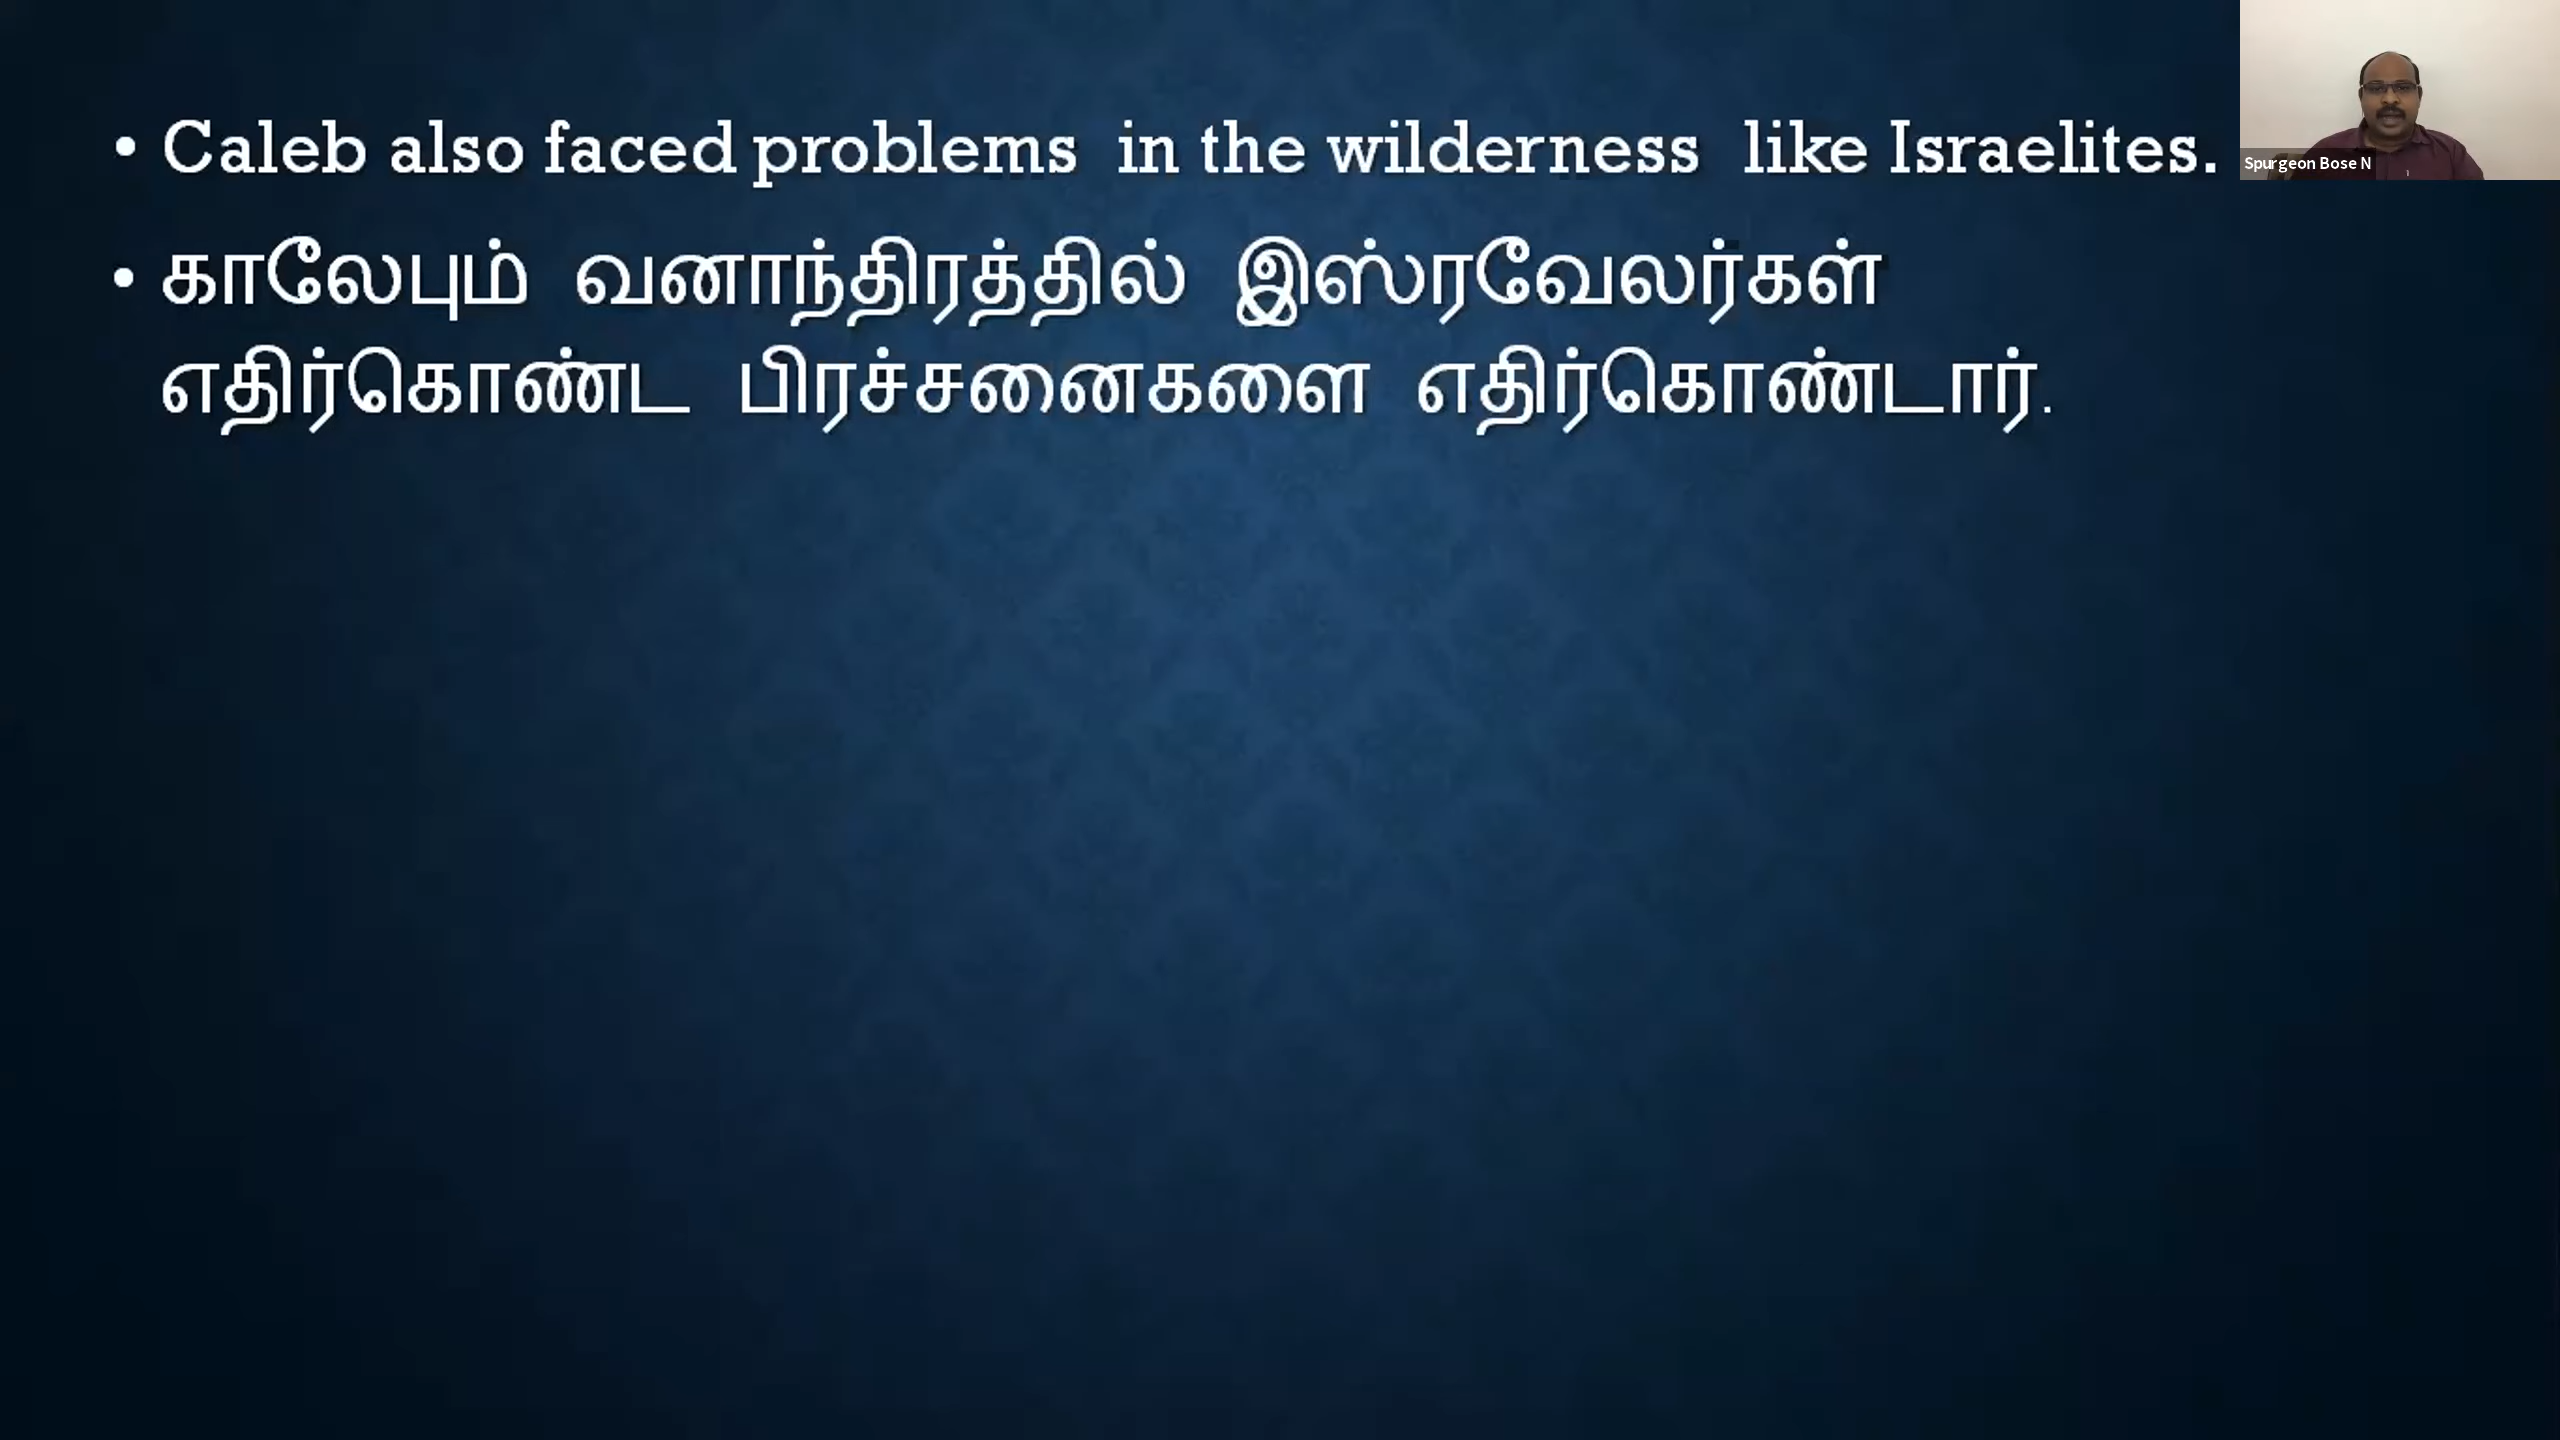 • Caleb also faced problems in the wilderness like Israelites.
Spurgeon Bose N
• காலேபும் வனாந்திரத்தில் இஸ்ரவேலர்கள்
எதிர்கொண்ட பிரச்சனைகளை எதிர்கொண்டார்.